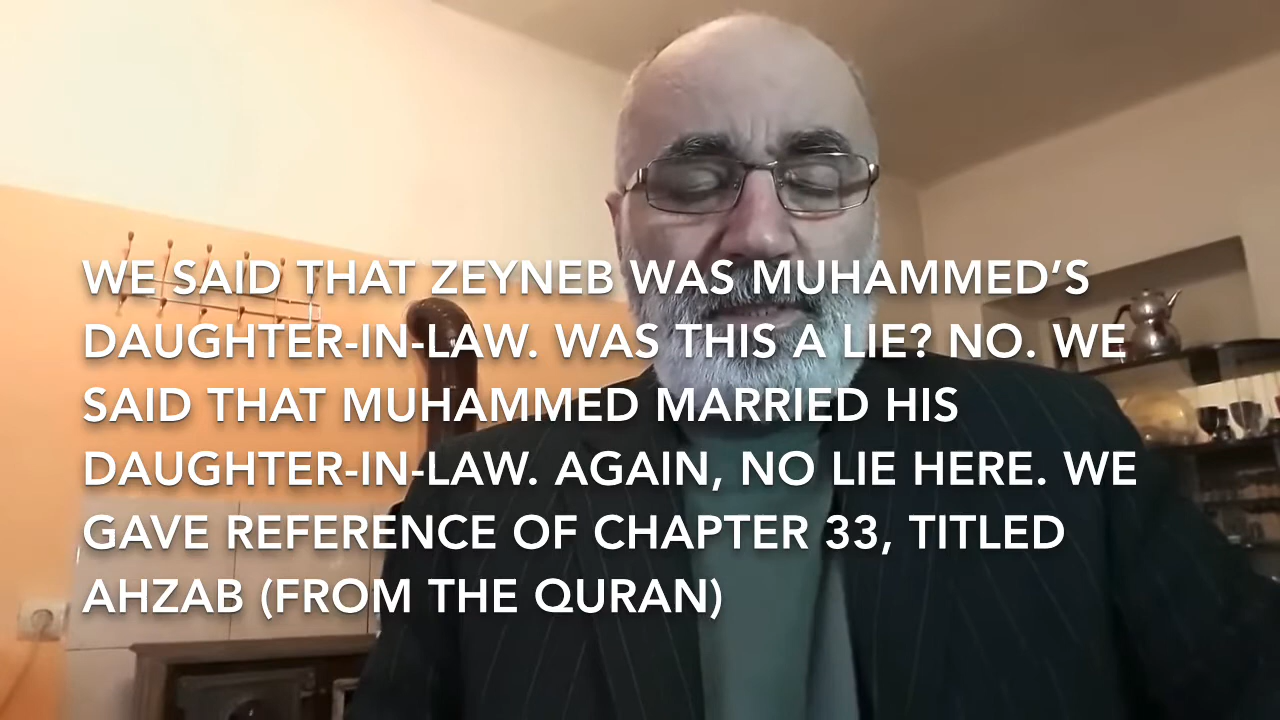 WE SAID THAT ZEYNEB WAS MUHAMMED’S
DAUGHTER-IN-LAW. WAS THIS A LIE? NO. WE
SAID THAT MUHAMMED MARRIED HIS
DAUGHTER-IN-LAW. AGAIN, NO LIE HERE. WE
GAVE REFERENCE OF CHAPTER 33, TITLED
AHZAB (FROM THE QURAN)